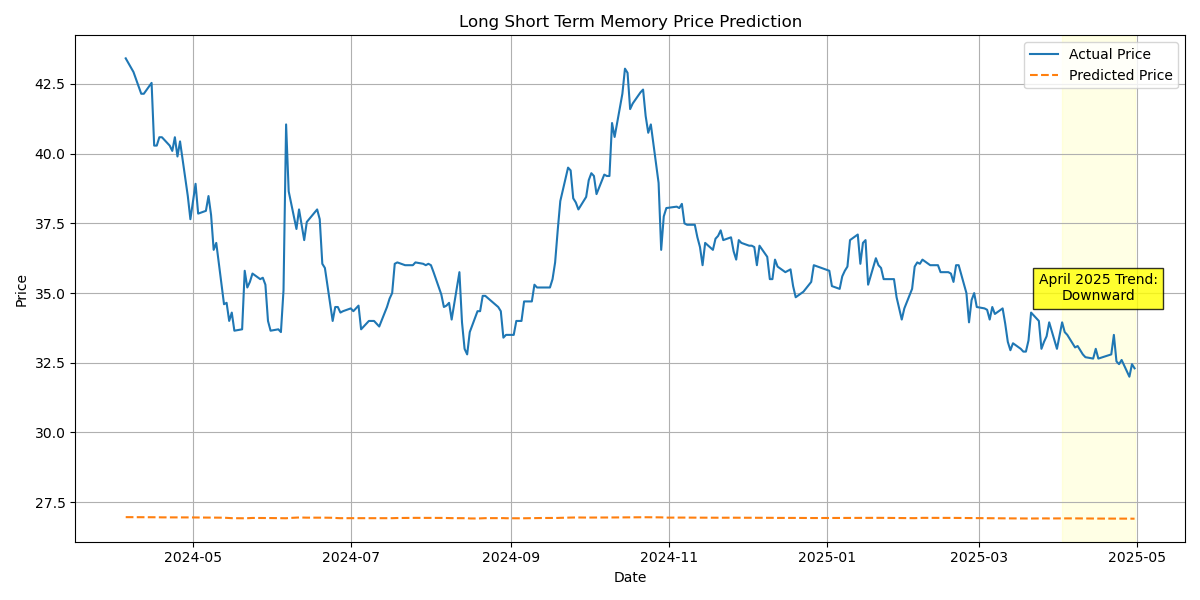 Long Short Term Memory Price Prediction
Actual Price
Predicted Price
April 2025 Trend:
Downward
Price
42.5
40.0
37.5
35.0
32.5
30.0
27.5
2024-05
2024-07
2024-09
2024-11
2025-01
2025-03
2025-05
Date